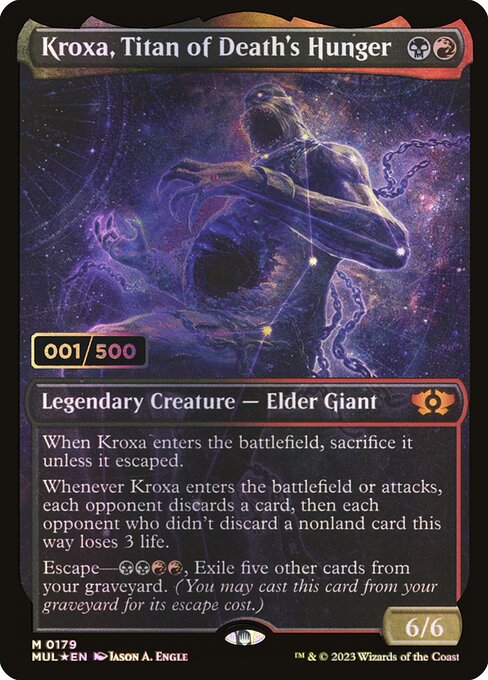 Kroxa, Titan of Death's Hunger
001/500
Legendary Creature — Elder Giant
When Kroxa enters the battlefield, sacrifice it
unless it escaped.
Whenever Kroxa enters the battlefield or attacks,
each opponent discards a card, then each
opponent who didn't discard a nonland card this
way loses 3 life.
Escape—, Exile five other cards from
your graveyard. (You may cast this card from your
graveyard for its escape cost.)
6/6
M 0179
MUL★EN Jason A. Engle
™ & © 2023 Wizards of the Coast